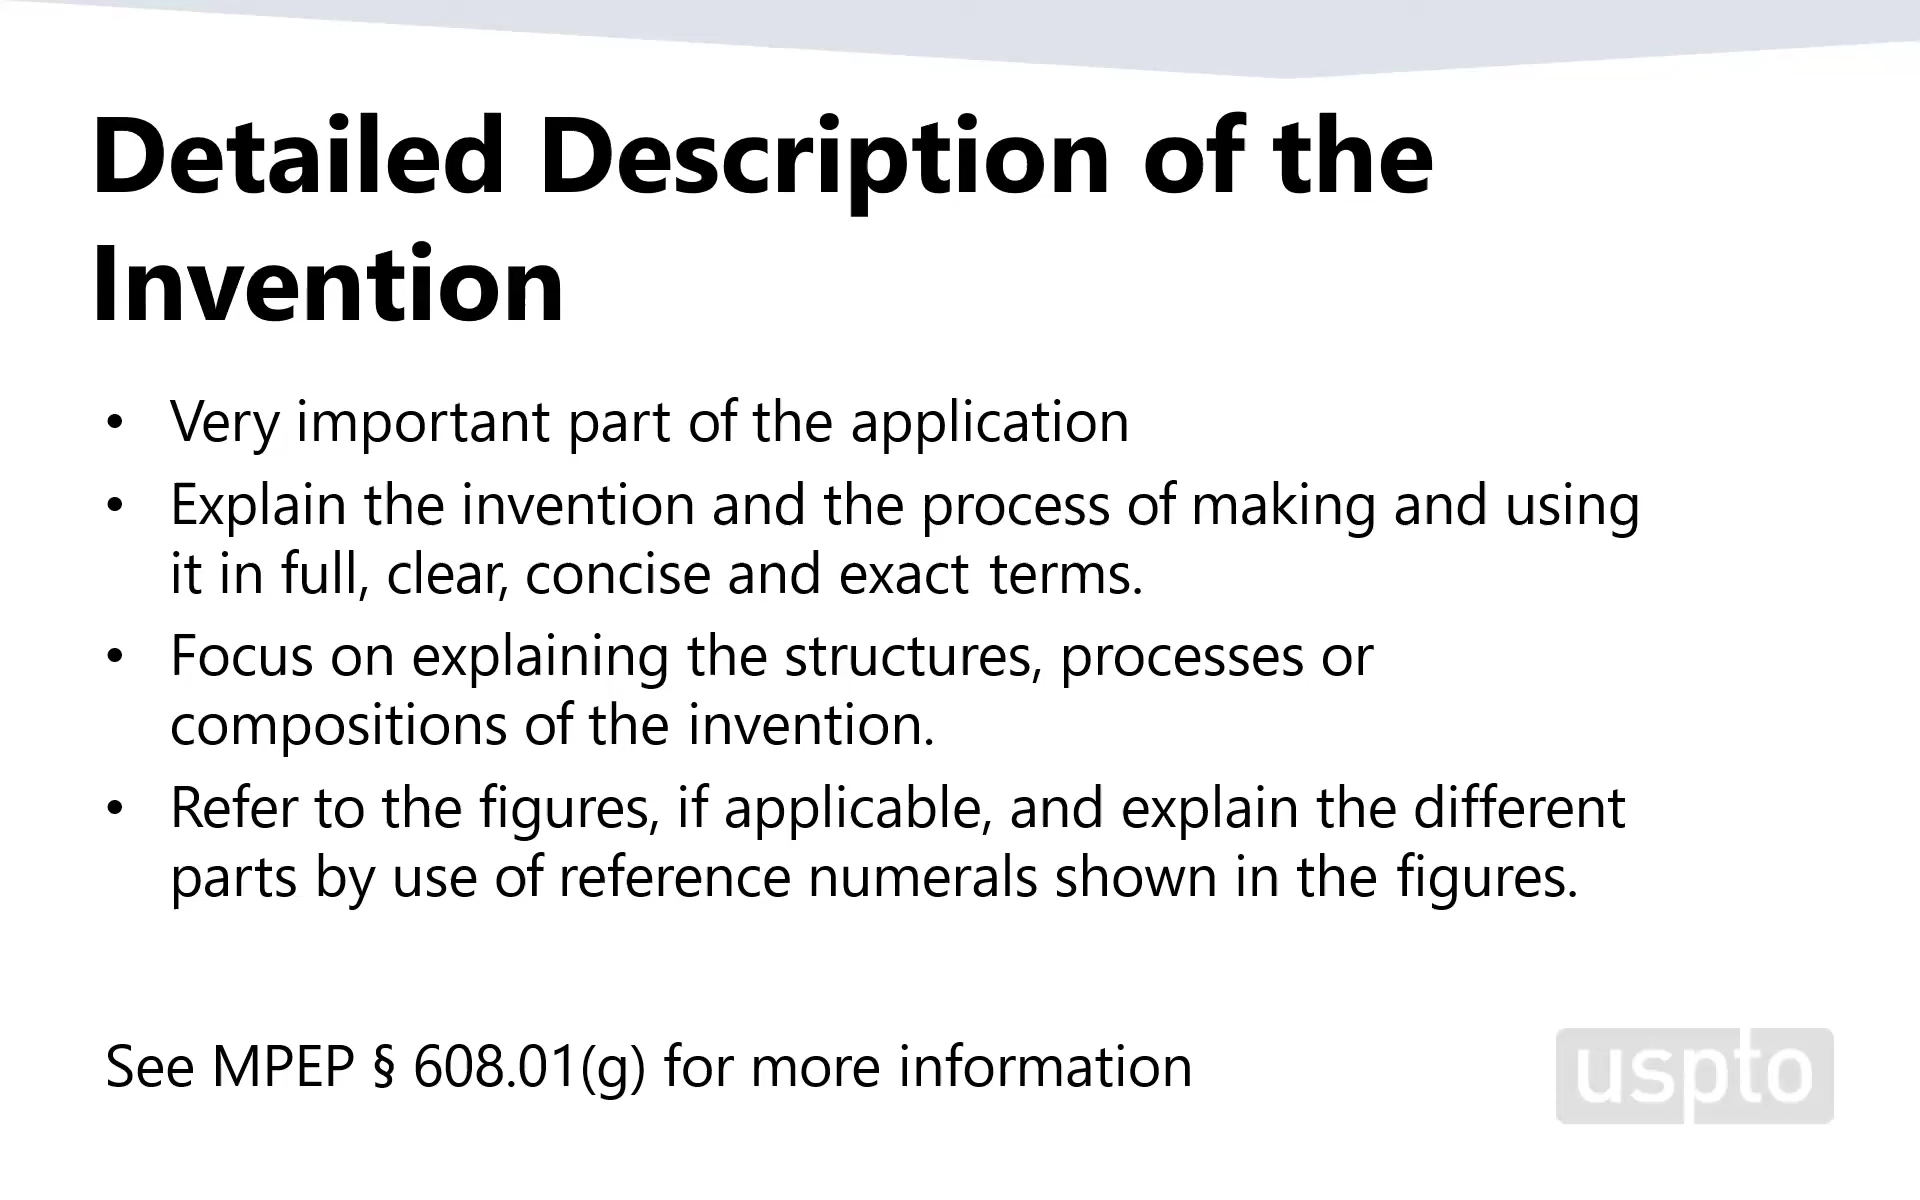 Detailed Description of the
Invention
• Very important part of the application
• Explain the invention and the process of making and using
it in full, clear, concise and exact terms.
• Focus on explaining the structures, processes or
compositions of the invention.
• Refer to the figures, if applicable, and explain the different
parts by use of reference numerals shown in the figures.
See MPEP § 608.01(g) for more information
uspto